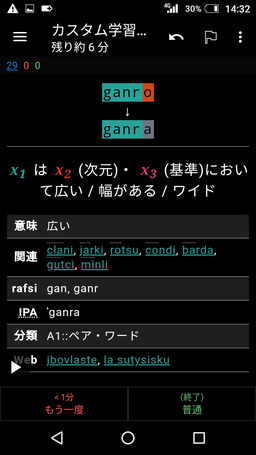 30% 14:32
カスタム学習...
残り約 6 分
29 0 0
ganro
↓
ganra
x1 は x2 (次元)・ x3 (基準)におい
て広い / 幅がある / ワイド
意味 広い
関連 clani, jarki, rotsu, condi, barda,
gutci, minli
rafsi gan, ganr
IPA 'ganra
分類 A1::ペア・ワード
Web jbovlaste, la sutysisku
< 1分 (終了)
もう一度 普通